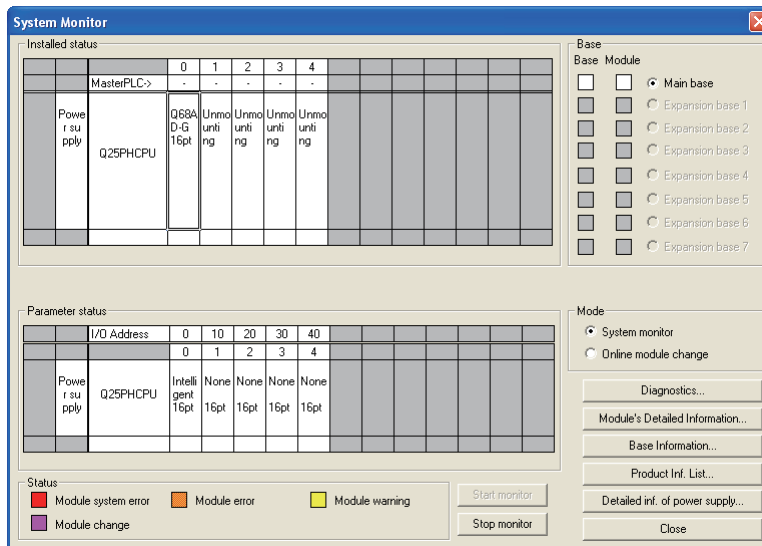 System Monitor
Installed status
0 1 2 3 4
MasterPLC-> - - - - -
Powe
r su
pply
Q25PHCPU
Q68A
D-G
16pt
Unmo
unti
ng
Unmo
unti
ng
Unmo
unti
ng
Unmo
unti
ng
Base
Base Module
Main base
Expansion base 1
Expansion base 2
Expansion base 3
Expansion base 4
Expansion base 5
Expansion base 6
Expansion base 7
Parameter status
I/O Address 0 10 20 30 40
0 1 2 3 4
Powe
r su
pply
Q25PHCPU
Intelli
gent
16pt
None
16pt
None
16pt
None
16pt
None
16pt
Mode
System monitor
Online module change
Diagnostics...
Module's Detailed Information...
Base Information...
Product Inf. List...
Detailed inf. of power supply...
Close
Status
Module system error
Module error
Module warning
Module change
Start monitor
Stop monitor